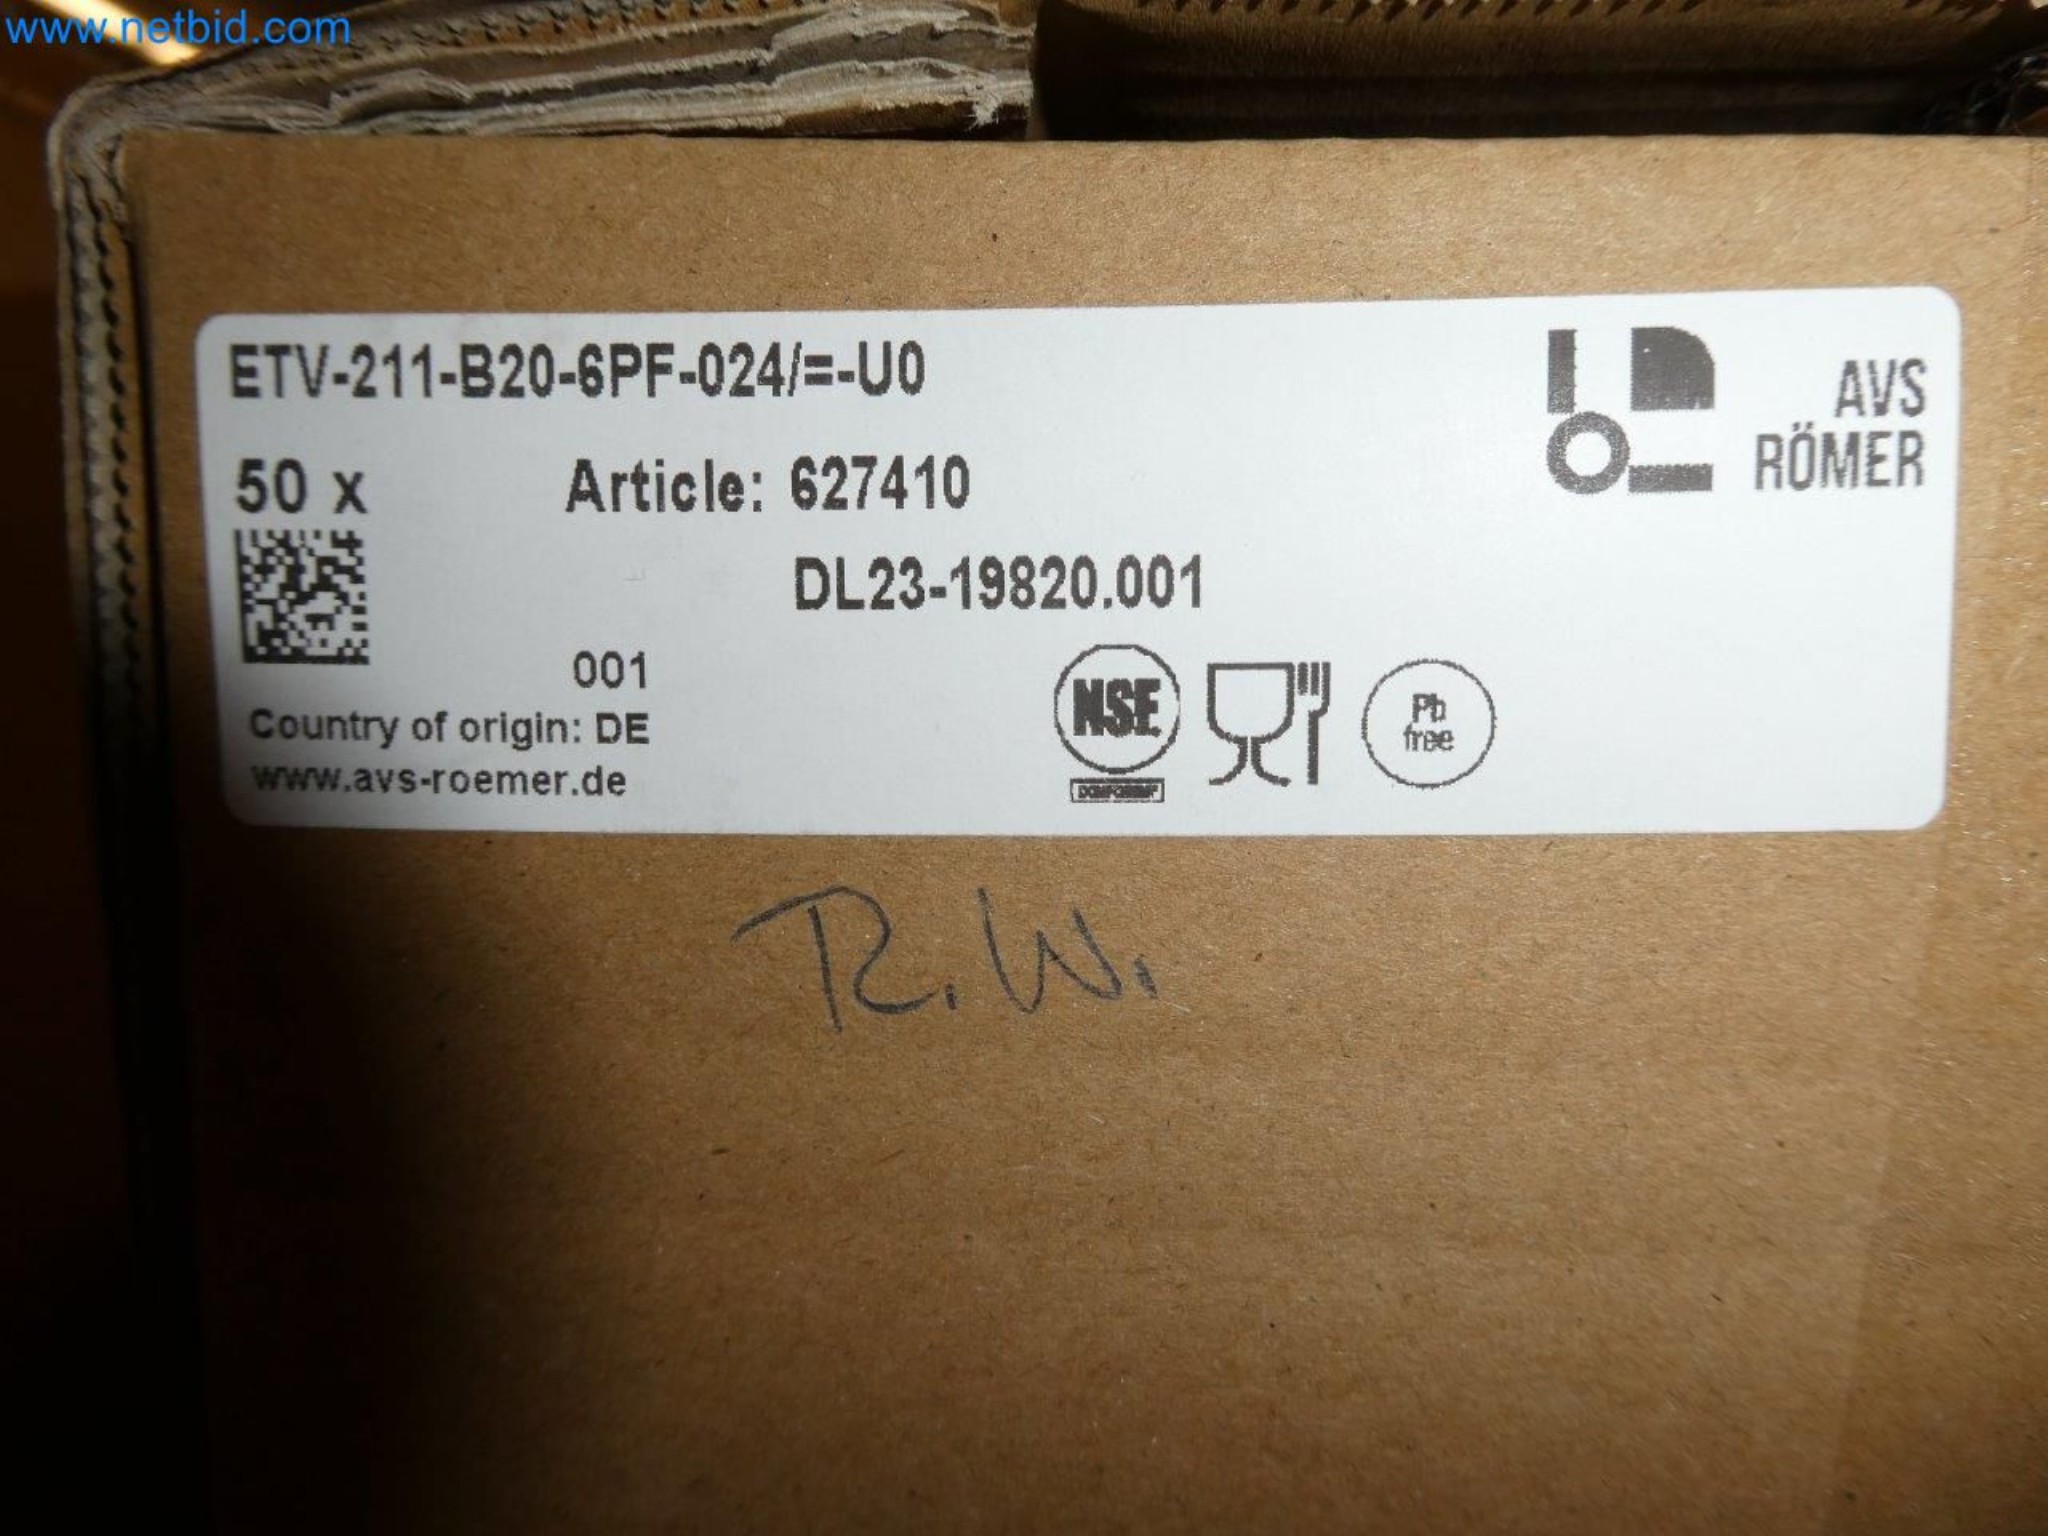 www.netbid.com
ETV-211-B20-6PF-024/=-U0
AVS
RÖMER
50 x Article: 627410
DL23-19820.001
001
Country of origin: DE
www.avs-roemer.de
NSF
Pb
free
R.W.